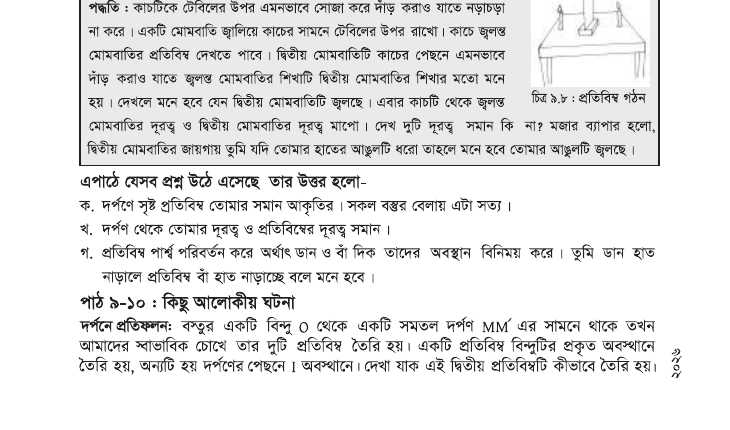 পদ্ধতি : কাচটিকে টেবিলের উপর এমনভাবে সোজা করে দাঁড় করাও যাতে নড়াচড়া
না করে। একটি মোমবাতি জ্বালিয়ে কাচের সামনে টেবিলের উপর রাখো। কাচে জ্বলন্ত
মোমবাতির প্রতিবিম্ব দেখতে পাবে। দ্বিতীয় মোমবাতিটি কাচের পেছনে এমনভাবে
দাঁড় করাও যাতে জ্বলন্ত মোমবাতির শিখাটি দ্বিতীয় মোমবাতির শিখার মতো মনে
হয়। দেখলে মনে হবে যেন দ্বিতীয় মোমবাতিটি জ্বলছে। এবার কাচটি থেকে জ্বলন্ত
চিত্র ৯.৮ : প্রতিবিম্ব গঠন
মোমবাতির দূরত্ব ও দ্বিতীয় মোমবাতির দূরত্ব মাপো। দেখ দুটি দূরত্ব সমান কি না? মজার ব্যাপার হলো,
দ্বিতীয় মোমবাতির জায়গায় তুমি যদি তোমার হাতের আঙুলটি ধরো তাহলে মনে হবে তোমার আঙুলটি জ্বলছে।
এপাঠে যেসব প্রশ্ন উঠে এসেছে তার উত্তর হলো-
ক. দর্পণে সৃষ্ট প্রতিবিম্ব তোমার সমান আকৃতির। সকল বস্তুর বেলায় এটা সত্য।
খ. দর্পণ থেকে তোমার দূরত্ব ও প্রতিবিম্বের দূরত্ব সমান।
গ. প্রতিবিম্ব পার্শ্ব পরিবর্তন করে অর্থাৎ ডান ও বাঁ দিক তাদের অবস্থান বিনিময় করে। তুমি ডান হাত
নাড়ালে প্রতিবিম্ব বাঁ হাত নাড়াচ্ছে বলে মনে হবে।
পাঠ ৯-১০ : কিছু আলোকীয় ঘটনা
দর্পনে প্রতিফলন: বস্তুর একটি বিন্দু O থেকে একটি সমতল দর্পণ MM′ এর সামনে থাকে তখন
আমাদের স্বাভাবিক চোখে তার দুটি প্রতিবিম্ব তৈরি হয়। একটি প্রতিবিম্ব বিন্দুটির প্রকৃত অবস্থানে
তৈরি হয়, অন্যটি হয় দর্পণের পেছনে I অবস্থানে। দেখা যাক এই দ্বিতীয় প্রতিবিম্বটি কীভাবে তৈরি হয়।
২০২৬